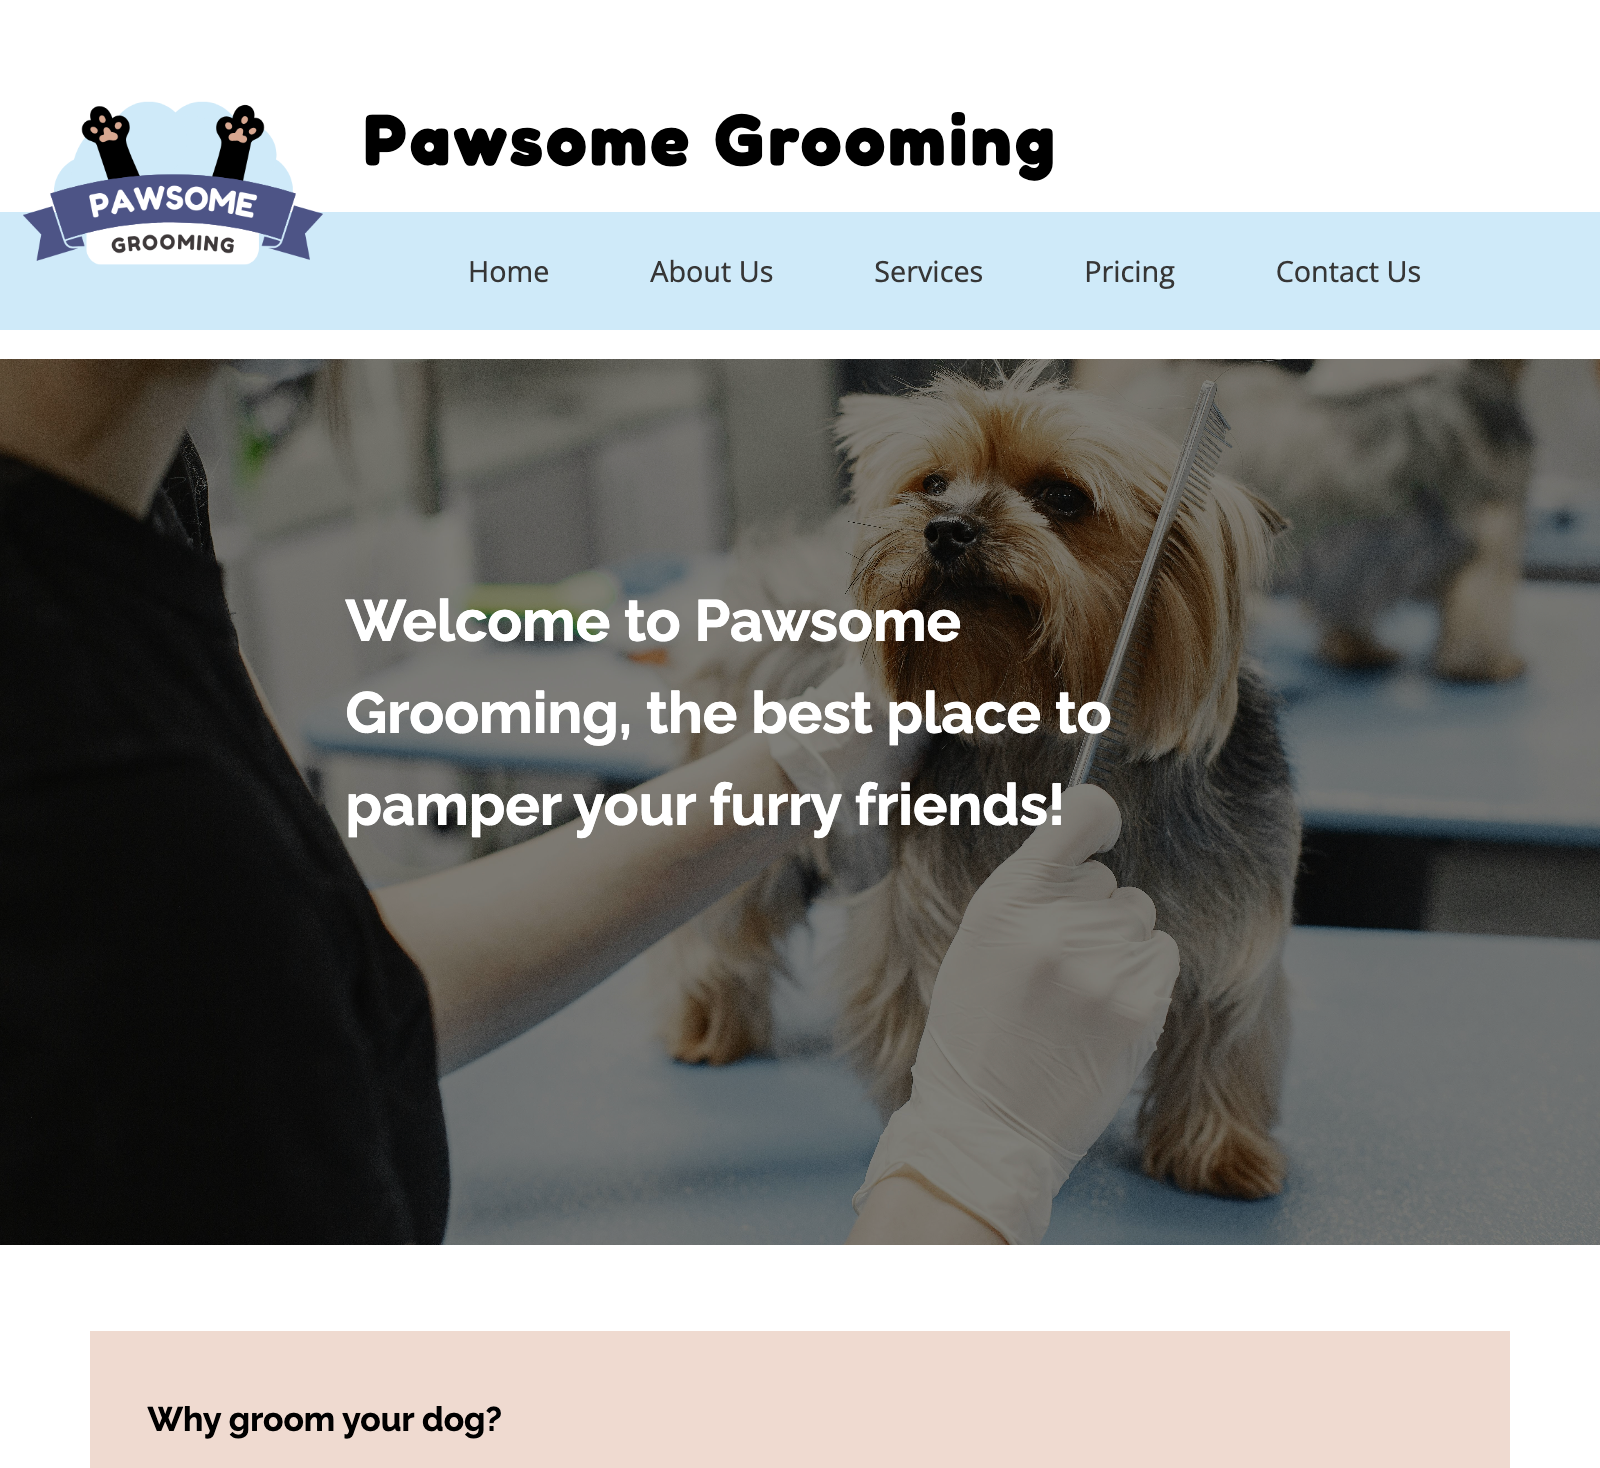 PAWSOME
GROOMING
Pawsome Grooming
Home About Us Services Pricing Contact Us
Welcome to Pawsome
Grooming, the best place to
pamper your furry friends!
Why groom your dog?